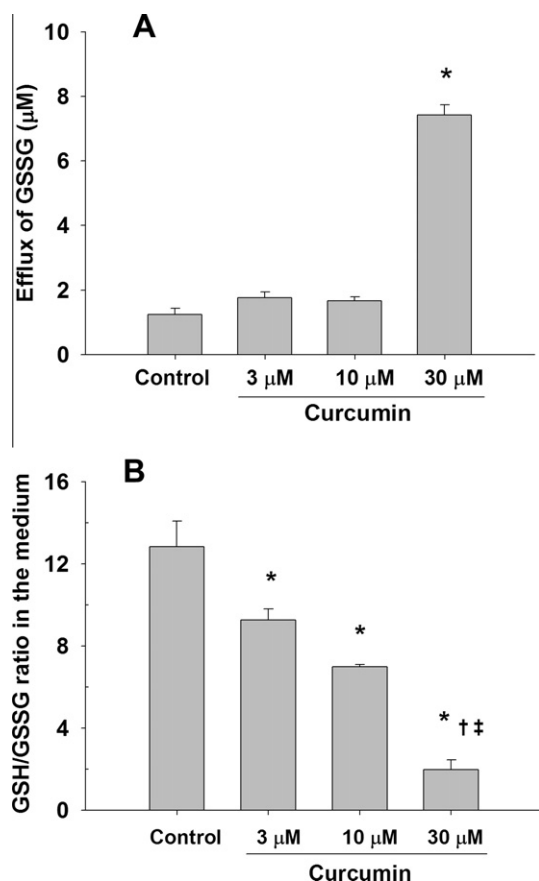 A
Efflux of GSSG (μM)
10
8
6
4
2
0
*
Control 3 μM 10 μM 30 μM
Curcumin
B
GSH/GSSG ratio in the medium
16
12
8
4
0
*
*
* † ‡
Control 3 μM 10 μM 30 μM
Curcumin